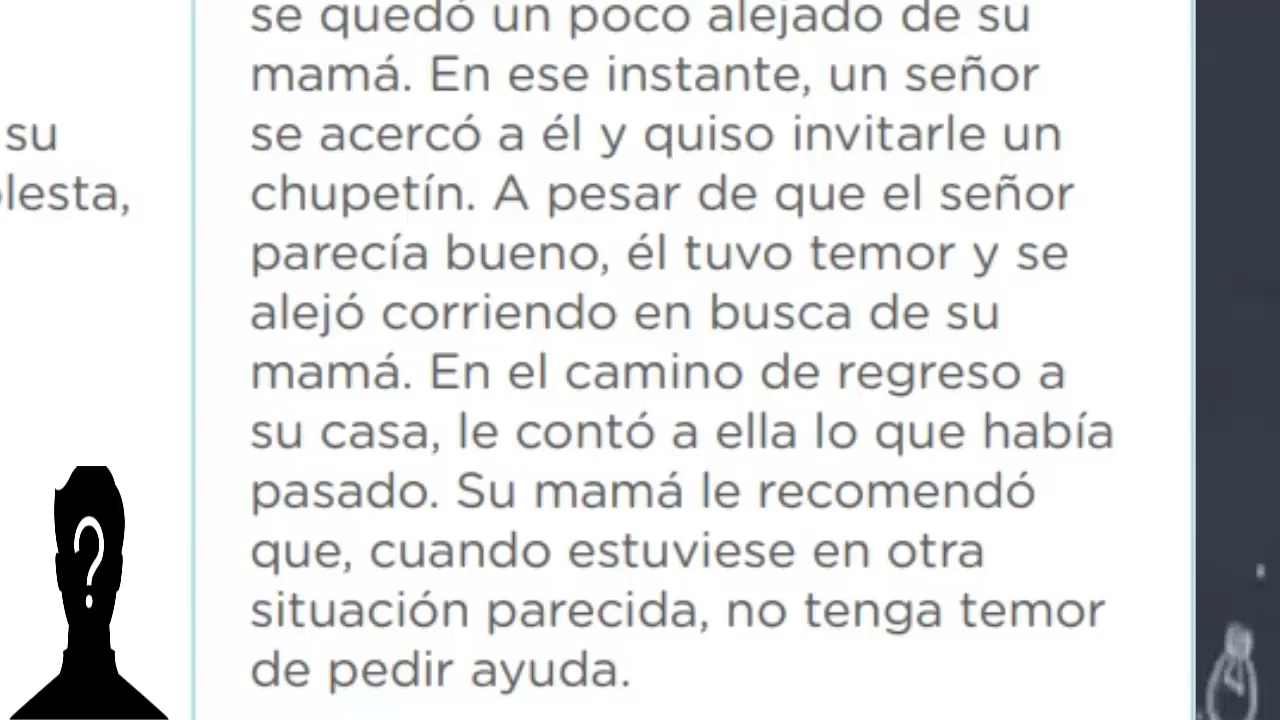 se quedó un poco alejado de su
mamá. En ese instante, un señor
se acercó a él y quiso invitarle un
chupetín. A pesar de que el señor
parecía bueno, él tuvo temor y se
alejó corriendo en busca de su
mamá. En el camino de regreso a
su casa, le contó a ella lo que había
pasado. Su mamá le recomendó
que, cuando estuviese en otra
situación parecida, no tenga temor
de pedir ayuda.
su
?